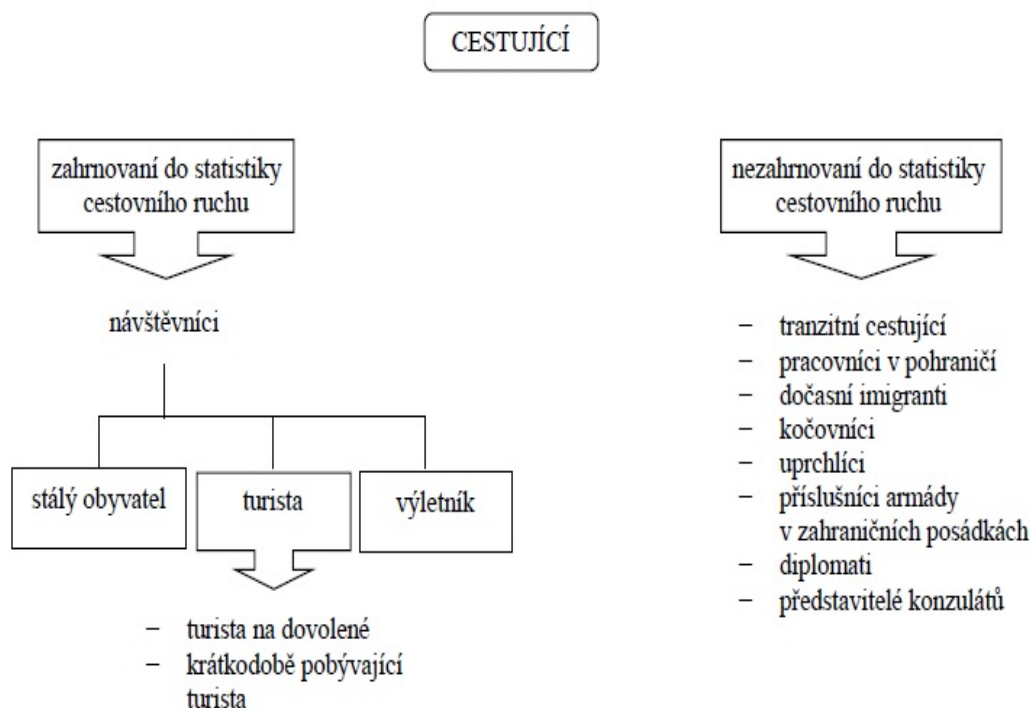 CESTUJÍCÍ
zahrnovaní do statistiky
cestovního ruchu
návštěvníci
stálý obyvatel
turista
výletník
– turista na dovolené
– krátkodobě pobývající
turista
nezahrnovaní do statistiky
cestovního ruchu
– tranzitní cestující
– pracovníci v pohraničí
– dočasní imigranti
– kočovníci
– uprchlíci
– příslušníci armády
v zahraničních posádkách
– diplomati
– představitelé konzulátů